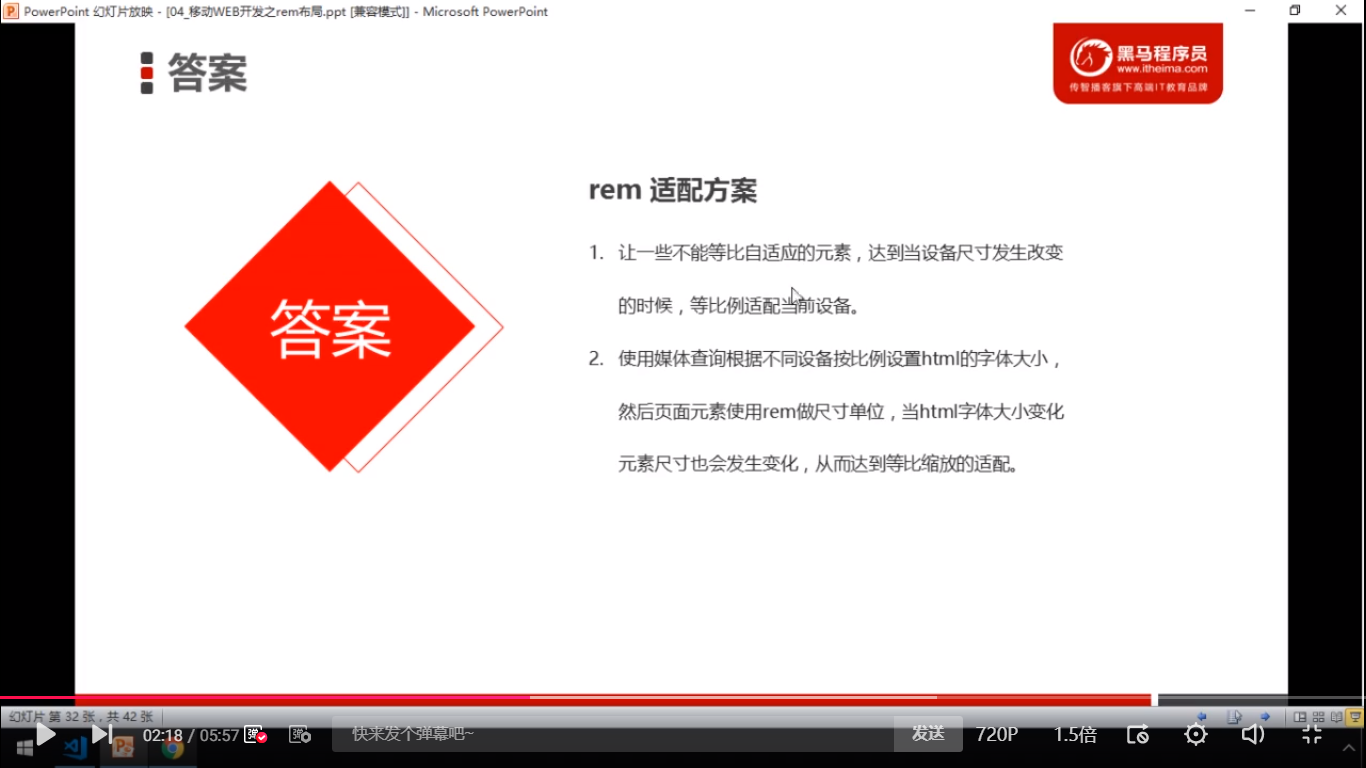 PowerPoint 幻灯片放映 - [04_移动WEB开发之rem布局.ppt [兼容模式]] - Microsoft PowerPoint
答案
黑马程序员
www.itheima.com
传智播客旗下高端IT教育品牌
答案
rem 适配方案
1. 让一些不能等比自适应的元素，达到当设备尺寸发生改变
的时候，等比例适配当前设备。
2. 使用媒体查询根据不同设备按比例设置html的字体大小，
然后页面元素使用rem做尺寸单位，当html字体大小变化
元素尺寸也会发生变化，从而达到等比缩放的适配。
幻灯片 第 32 张，共 42 张
02:18 / 05:57
弹
弹
快来发个弹幕吧~
发送
720P
1.5倍